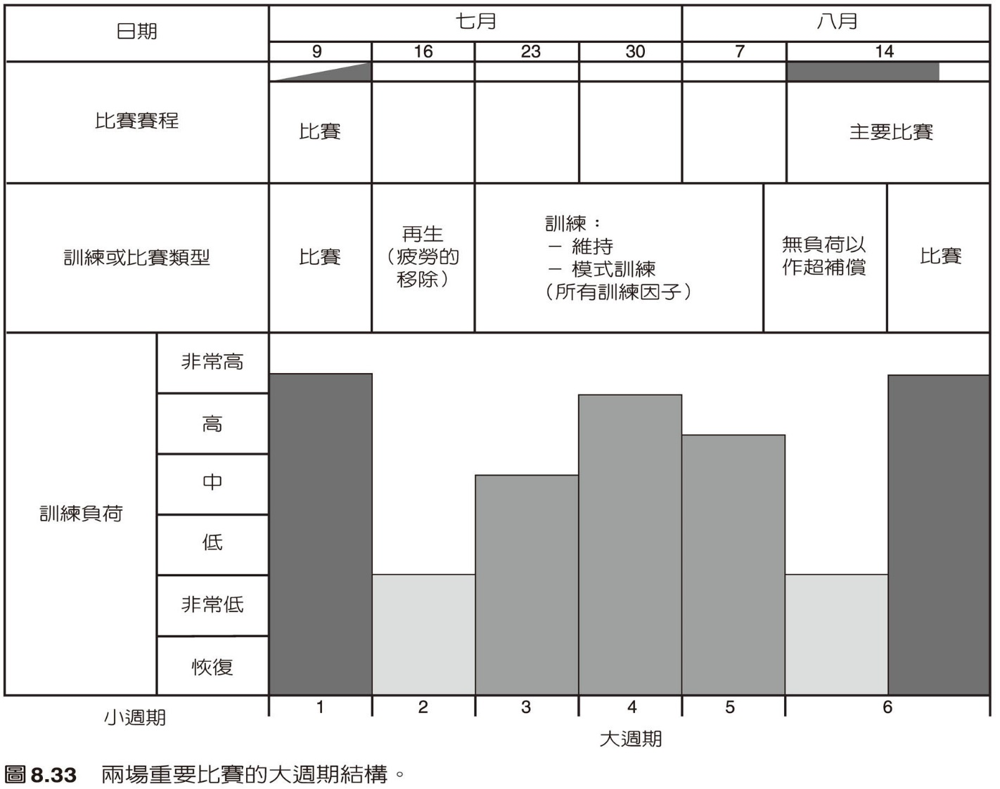 日期
七月
八月
9
16
23
30
7
14
比賽賽程
比賽
主要比賽
訓練或比賽類型
比賽
再生
（疲勞的
移除）
訓練：
－ 維持
－ 模式訓練
（所有訓練因子）
無負荷以
作超補償
比賽
訓練負荷
非常高
高
中
低
非常低
恢復
小週期
1
2
3
4
5
6
大週期
圖8.33 兩場重要比賽的大週期結構。